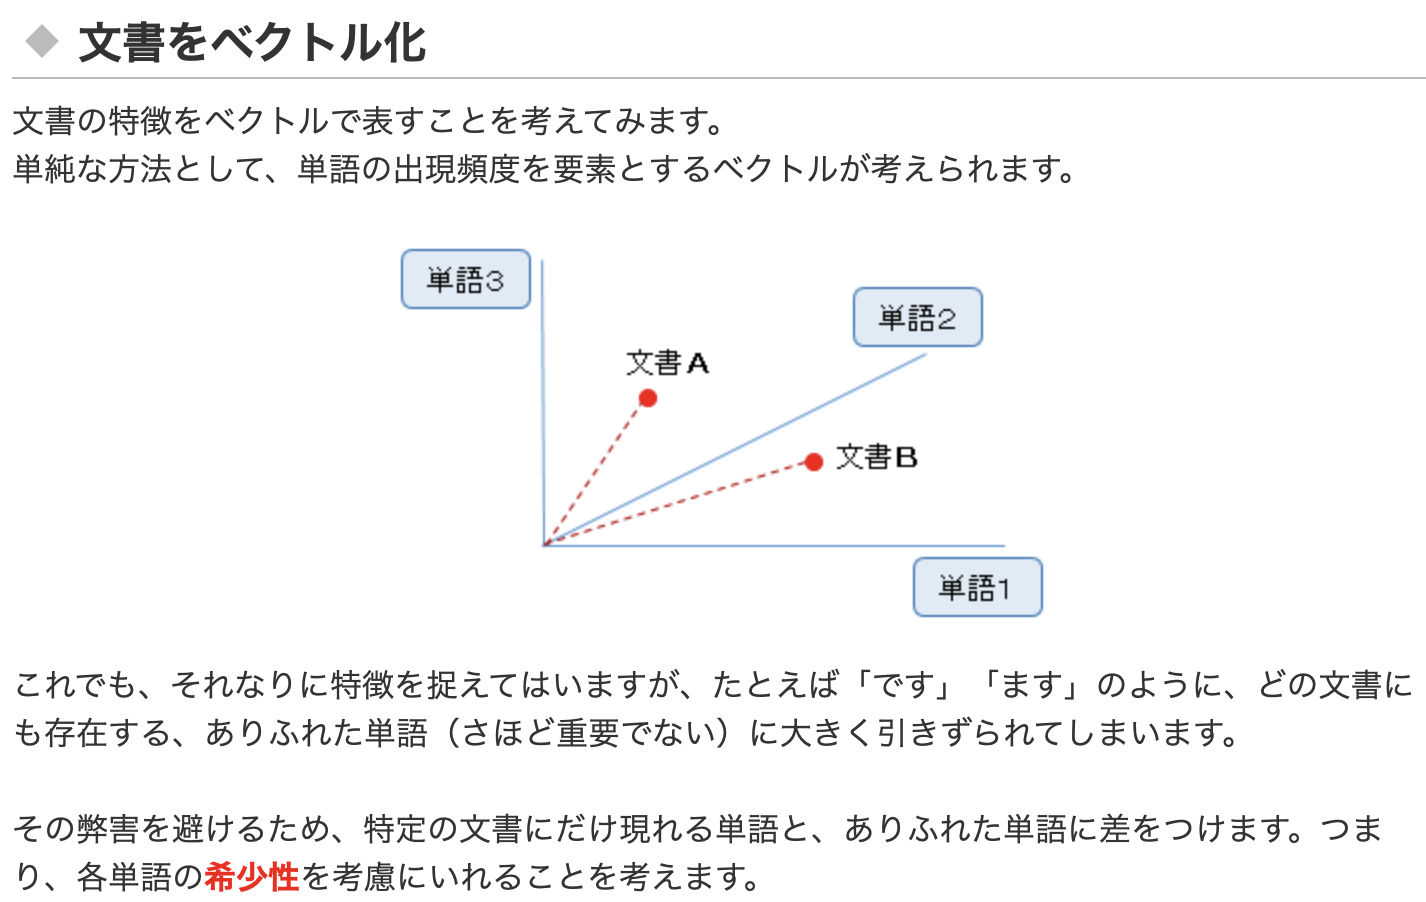 ◆ 文書をベクトル化
文書の特徴をベクトルで表すことを考えてみます。
単純な方法として、単語の出現頻度を要素とするベクトルが考えられます。
単語3
単語2
文書A
文書B
単語1
これでも、それなりに特徴を捉えてはいますが、たとえば「です」「ます」のように、どの文書に
も存在する、ありふれた単語（さほど重要でない）に大きく引きずられてしまいます。
その弊害を避けるため、特定の文書にだけ現れる単語と、ありふれた単語に差をつけます。つま
り、各単語の希少性を考慮にいれることを考えます。